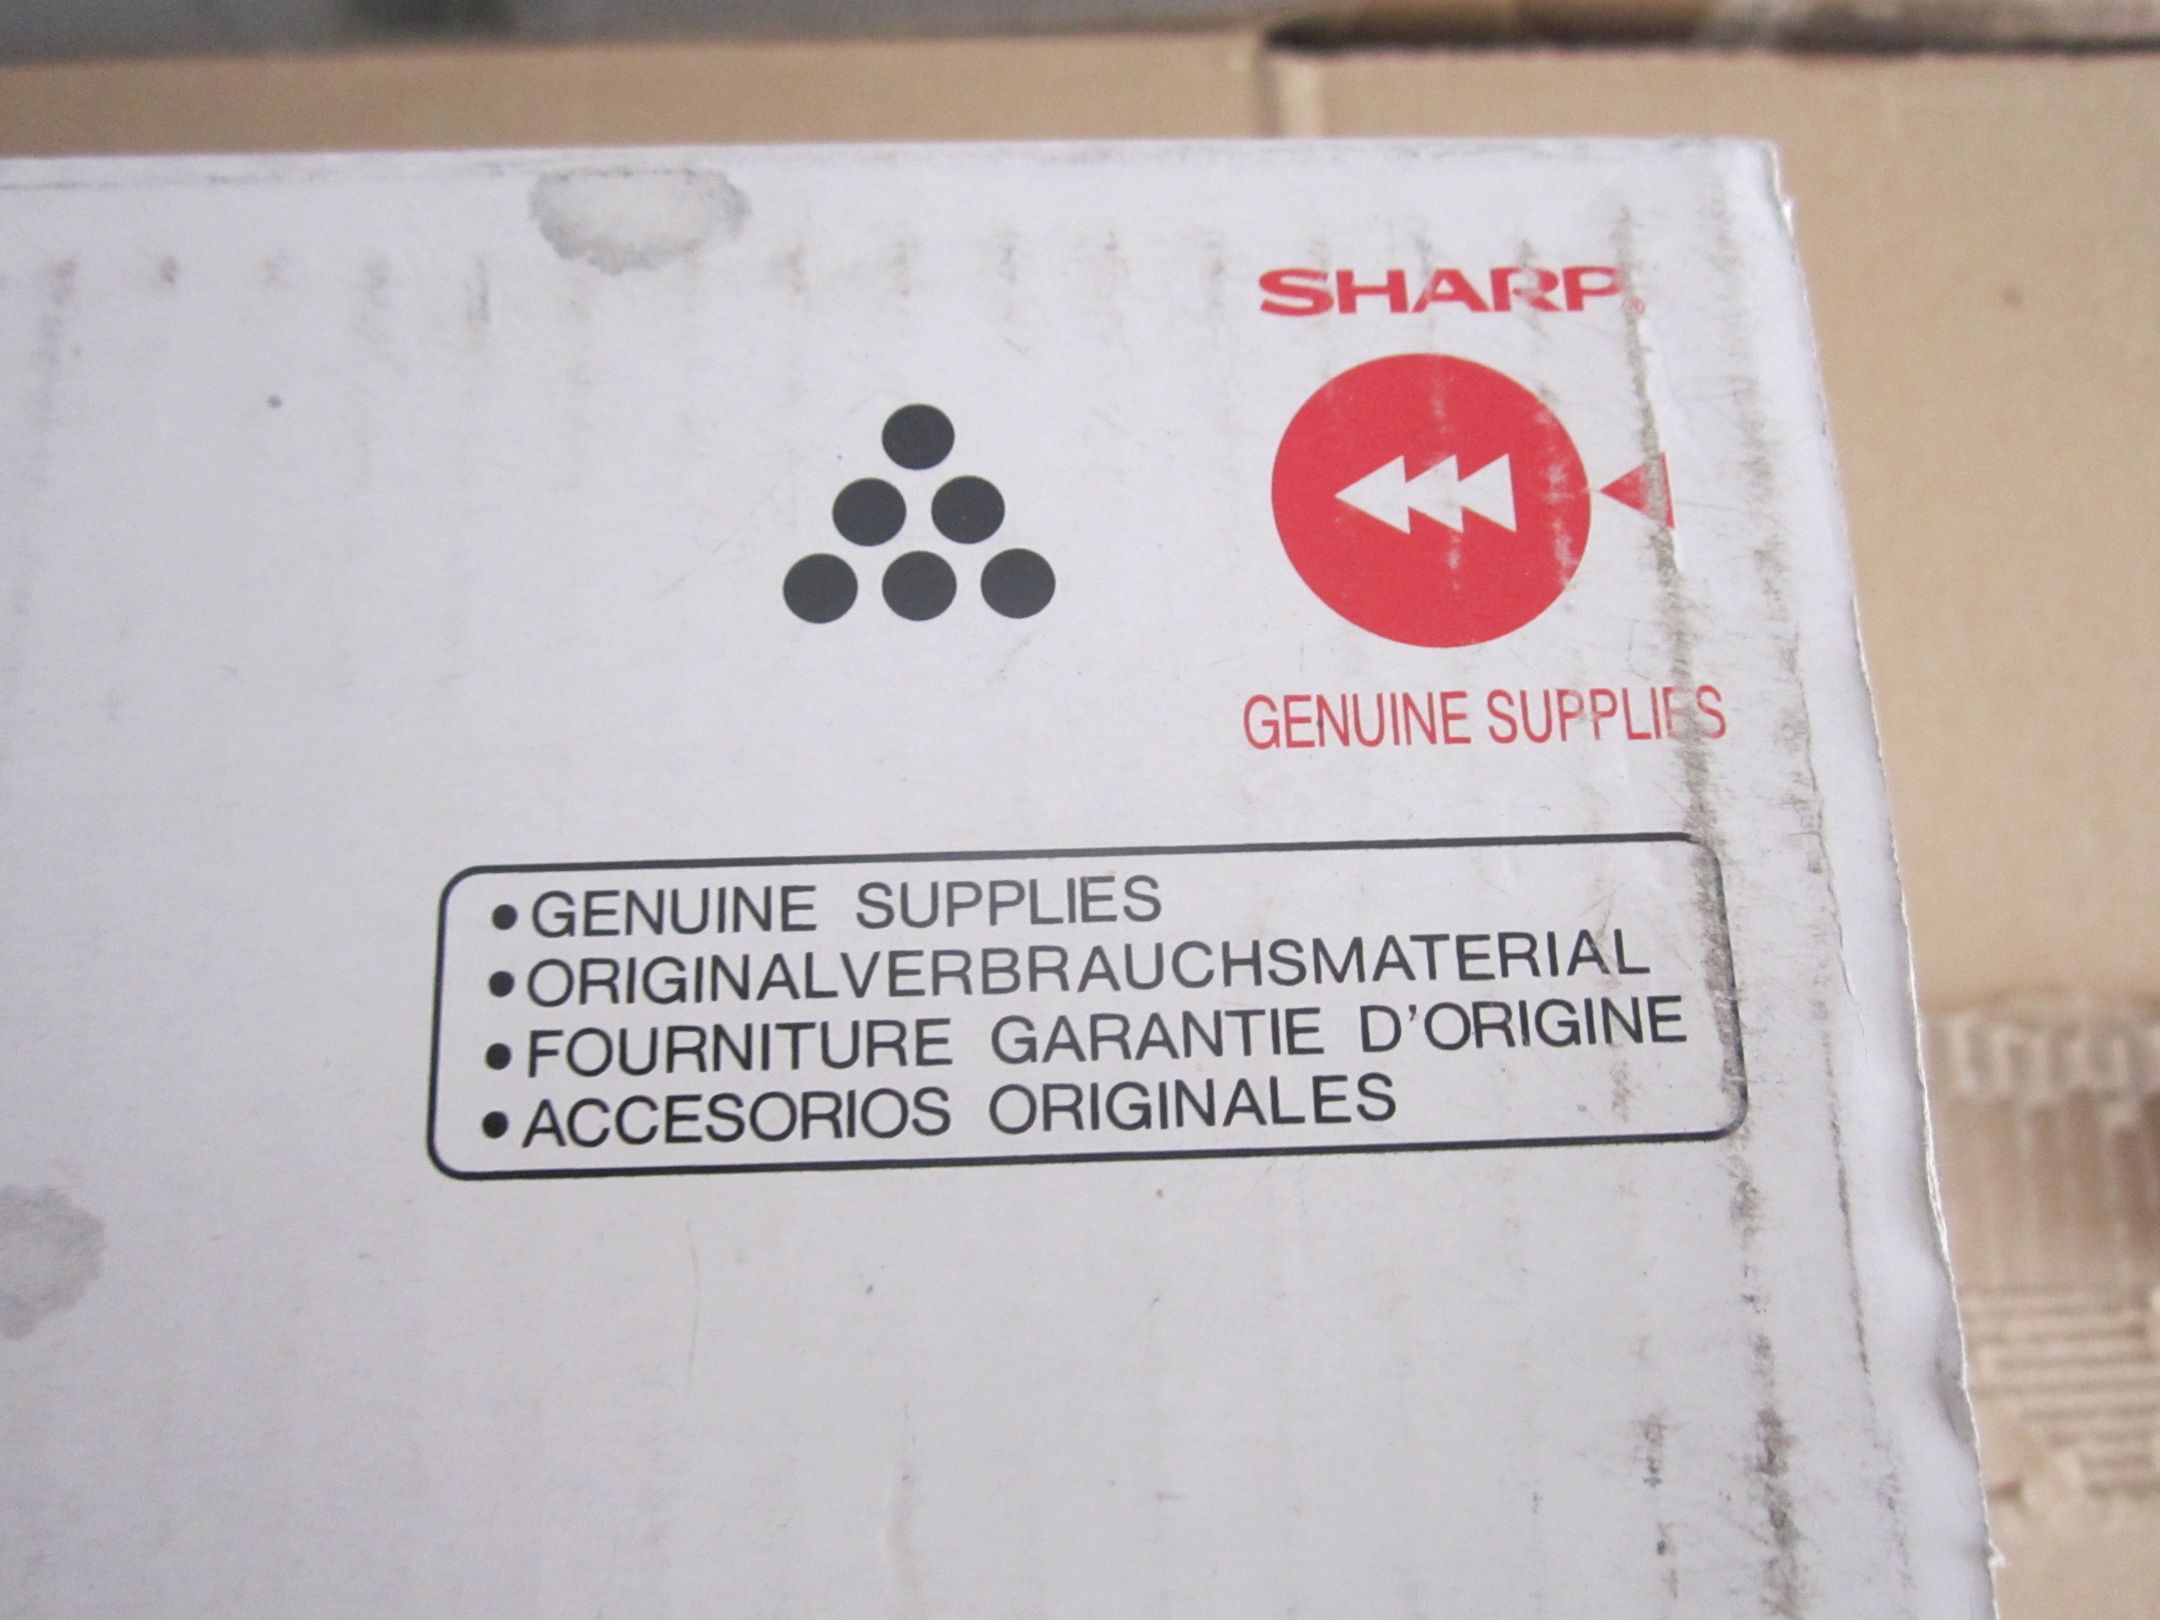 SHARP®
GENUINE SUPPLIES
•GENUINE SUPPLIES
•ORIGINALVERBRAUCHSMATERIAL
•FOURNITURE GARANTIE D'ORIGINE
•ACCESORIOS ORIGINALES